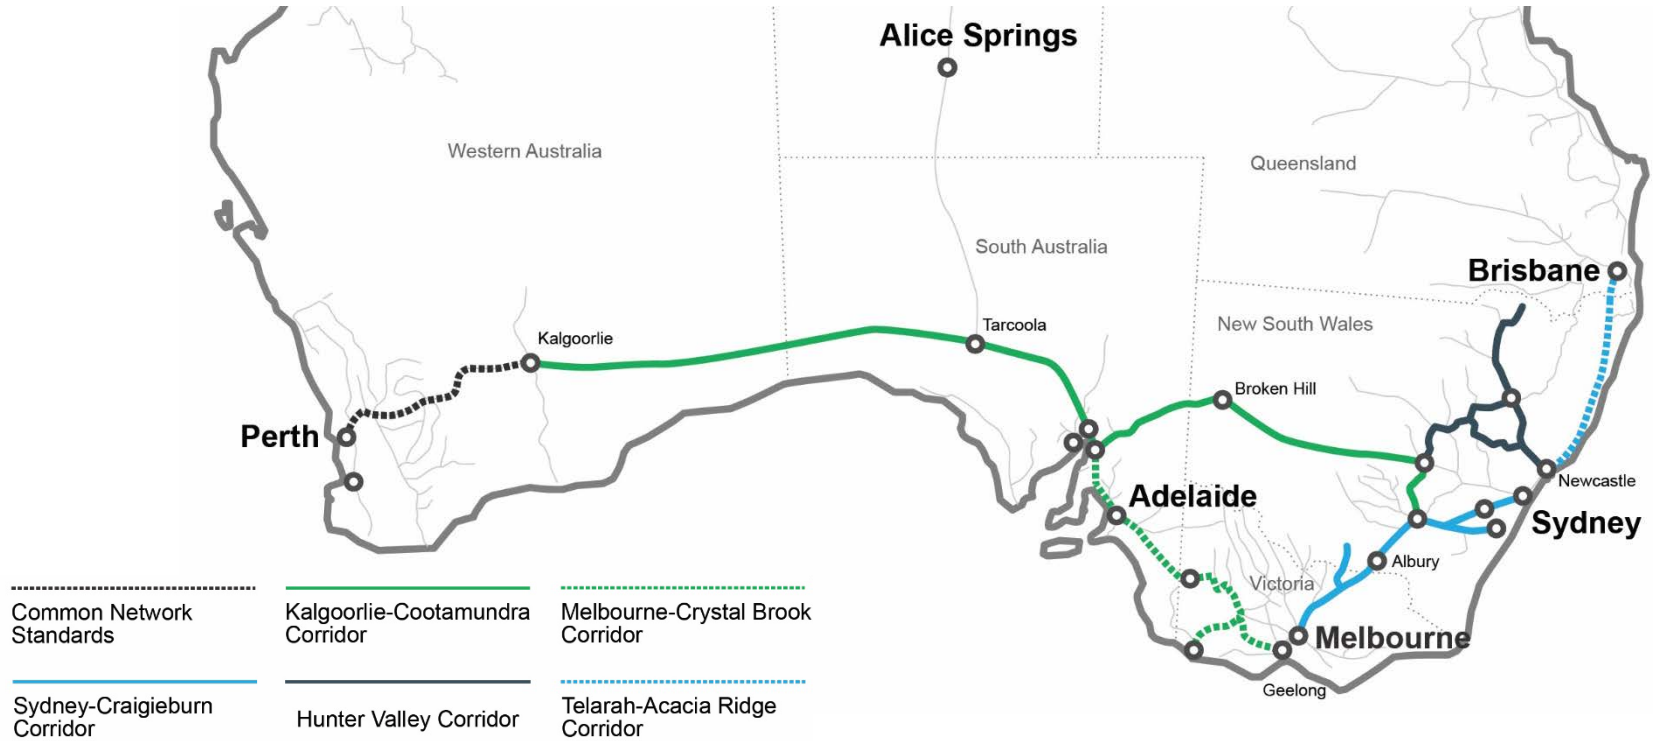 Alice Springs
Western Australia
Queensland
South Australia
Brisbane
Kalgoorlie
Tarcoola
New South Wales
Broken Hill
Perth
Newcastle
Adelaide
Sydney
Albury
Victoria
Melbourne
Geelong
Common Network
Standards
Kalgoorlie-Cootamundra
Corridor
Melbourne-Crystal Brook
Corridor
Sydney-Craigieburn
Corridor
Hunter Valley Corridor
Telarah-Acacia Ridge
Corridor